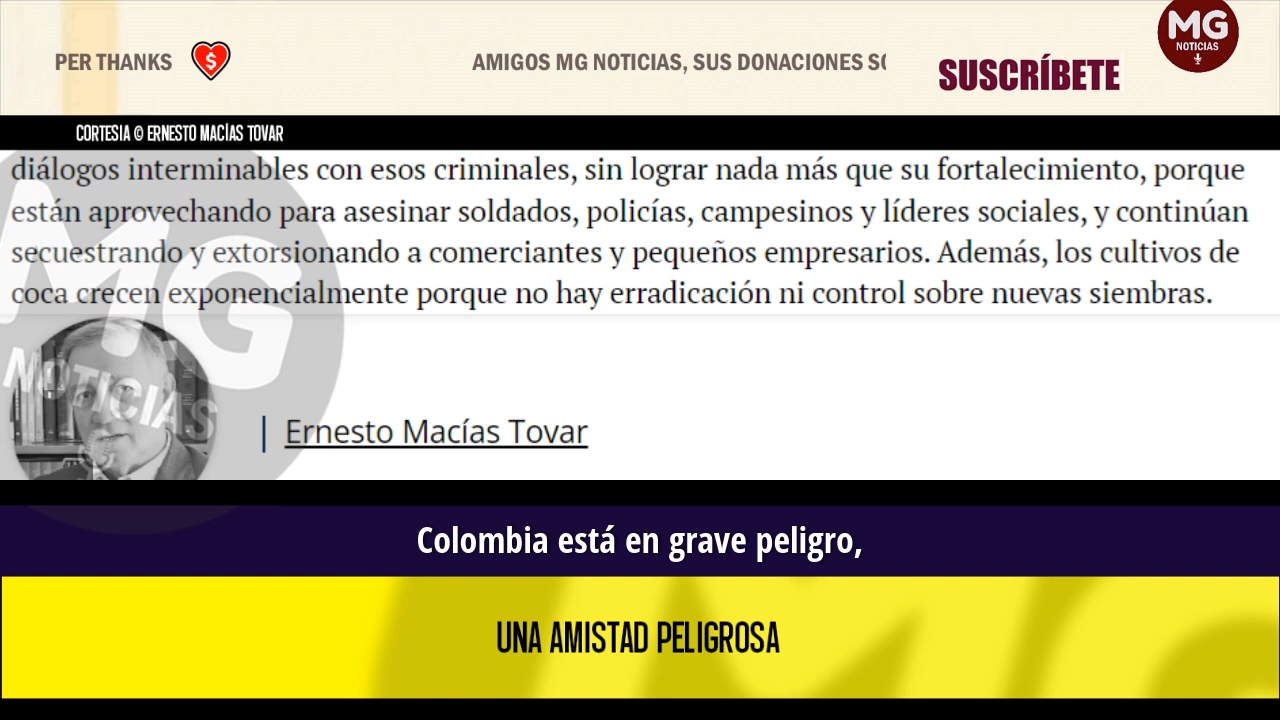 PER THANKS
$
AMIGOS MG NOTICIAS, SUS DONACIONES
SUSCRÍBETE
MG
NOTICIAS
CORTESIA © ERNESTO MACÍAS TOVAR
diálogos interminables con esos criminales, sin lograr nada más que su fortalecimiento, porque
están aprovechando para asesinar soldados, policías, campesinos y líderes sociales, y continúan
secuestrando y extorsionando a comerciantes y pequeños empresarios. Además, los cultivos de
coca crecen exponencialmente porque no hay erradicación ni control sobre nuevas siembras.
MG
NOTICIAS
Ernesto Macías Tovar
Colombia está en grave peligro,
UNA AMISTAD PELIGROSA